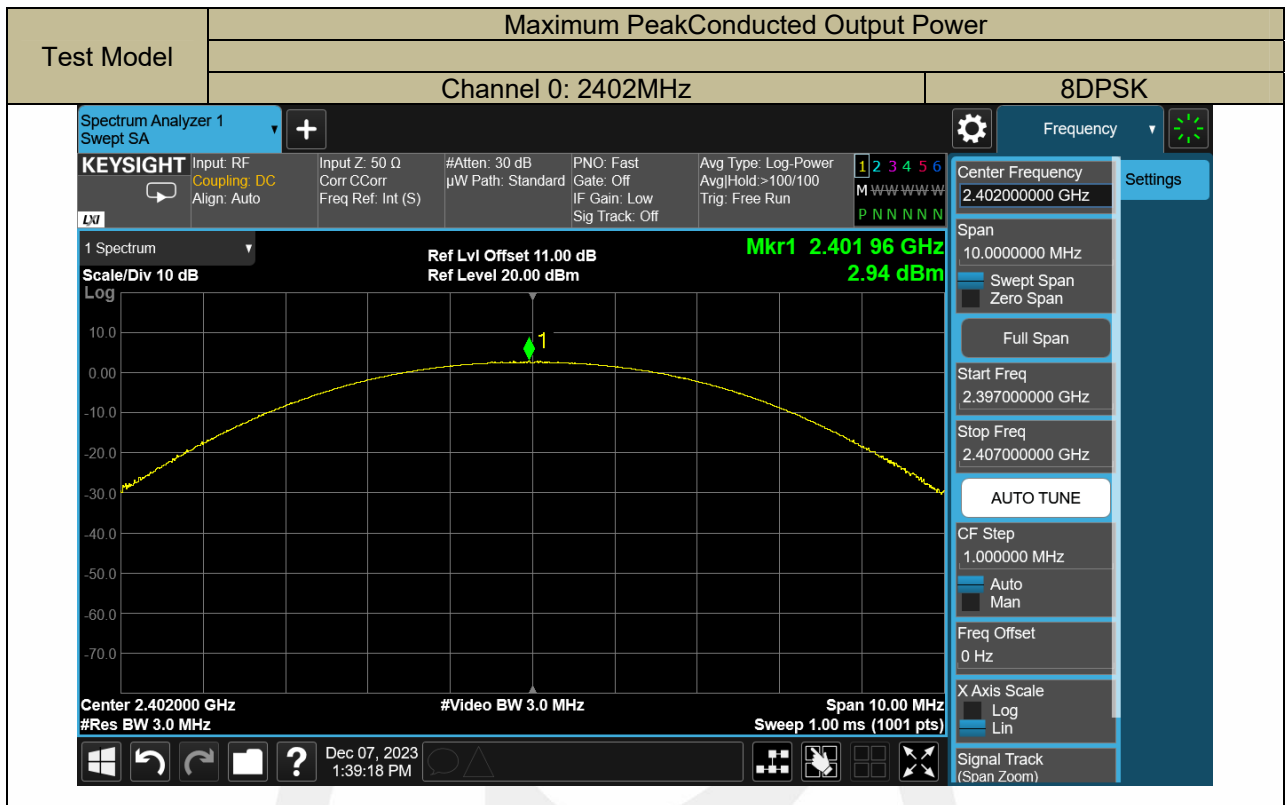 Maximum PeakConducted Output Power
Test Model
Channel 0: 2402MHz 8DPSK
Spectrum Analyzer 1
Swept SA
Frequency
KEYSIGHT Input: RF Input Z: 50 Ω #Atten: 30 dB PNO: Fast Avg Type: Log-Power 1 2 3 4 5 6
Coupling: DC Corr CCorr µW Path: Standard Gate: Off Avg|Hold:>100/100 M W W W W W
Align: Auto Freq Ref: Int (S) IF Gain: Low Trig: Free Run
LXI Sig Track: Off P N N N N N
1 Spectrum
Ref Lvl Offset 11.00 dB Mkr1 2.401 96 GHz
Scale/Div 10 dB Ref Level 20.00 dBm 2.94 dBm
Log
10.0
1
0.00
-10.0
-20.0
-30.0
-40.0
-50.0
-60.0
-70.0
Center 2.402000 GHz #Video BW 3.0 MHz Span 10.00 MHz
#Res BW 3.0 MHz Sweep 1.00 ms (1001 pts)
Dec 07, 2023
1:39:18 PM
Center Frequency
2.402000000 GHz
Settings
Span
10.0000000 MHz
Swept Span
Zero Span
Full Span
Start Freq
2.397000000 GHz
Stop Freq
2.407000000 GHz
AUTO TUNE
CF Step
1.000000 MHz
Auto
Man
Freq Offset
0 Hz
X Axis Scale
Log
Lin
Signal Track
(Span Zoom)